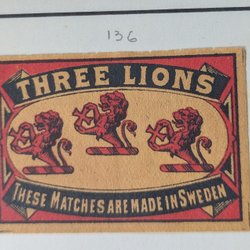 136
THREE LIONS
THESE MATCHES ARE MADE IN SWEDEN